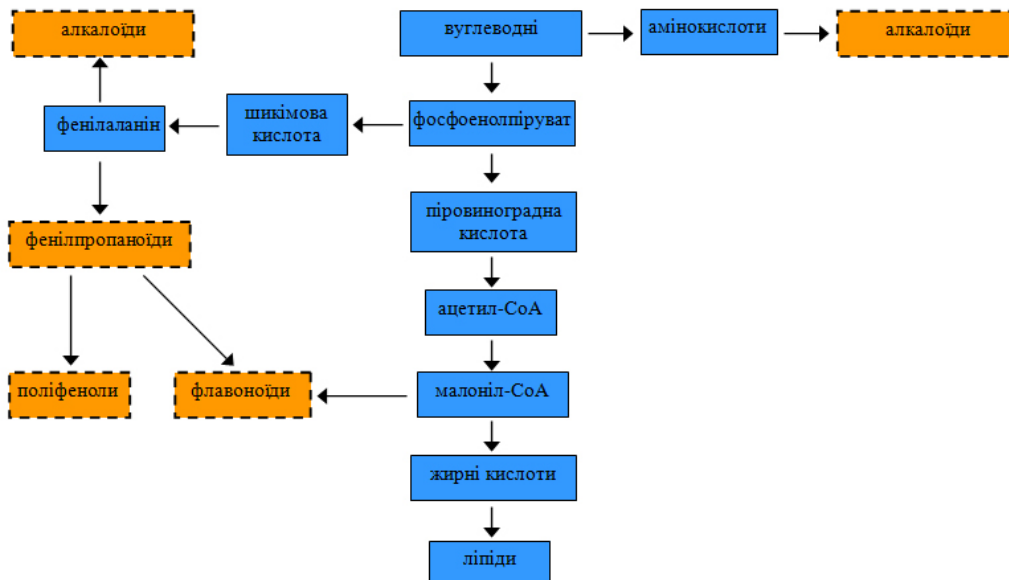 алкалоїди
вуглеводні
амінокислоти
алкалоїди
фенілаланін
шикімова
кислота
фосфоенолпіруват
піровиноградна
кислота
фенілпропаноїди
ацетил-СоА
поліфеноли
флавоноїди
малоніл-СоА
жирні кислоти
ліпіди